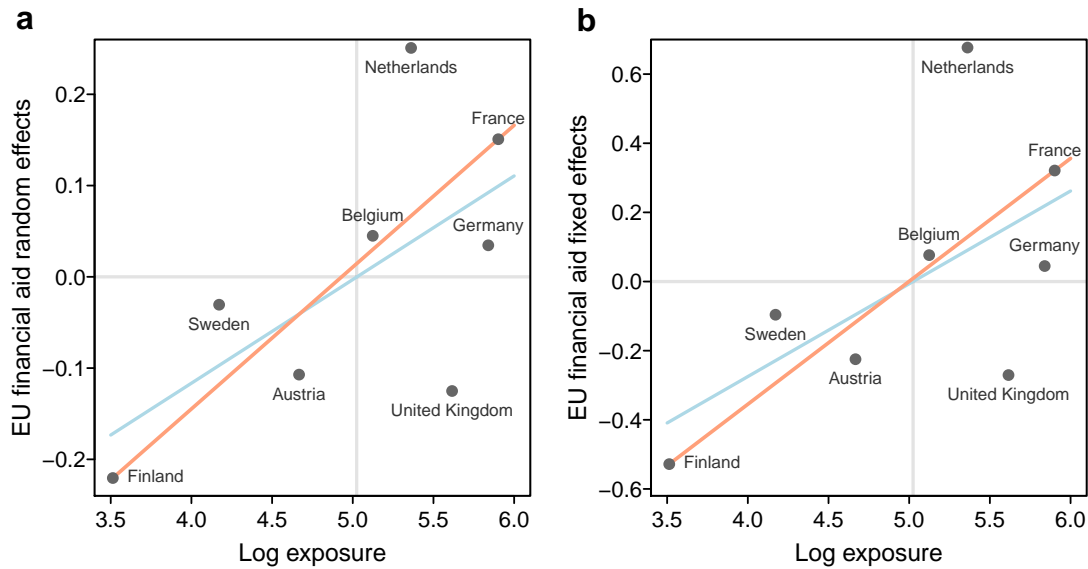 a
EU financial aid random effects
0.2
0.1
0.0
−0.1
−0.2
Netherlands
France
Belgium
Germany
Sweden
Austria
United Kingdom
Finland
3.5 4.0 4.5 5.0 5.5 6.0
Log exposure
b
EU financial aid fixed effects
0.6
0.4
0.2
0.0
−0.2
−0.4
−0.6
Netherlands
France
Belgium
Germany
Sweden
Austria
United Kingdom
Finland
3.5 4.0 4.5 5.0 5.5 6.0
Log exposure